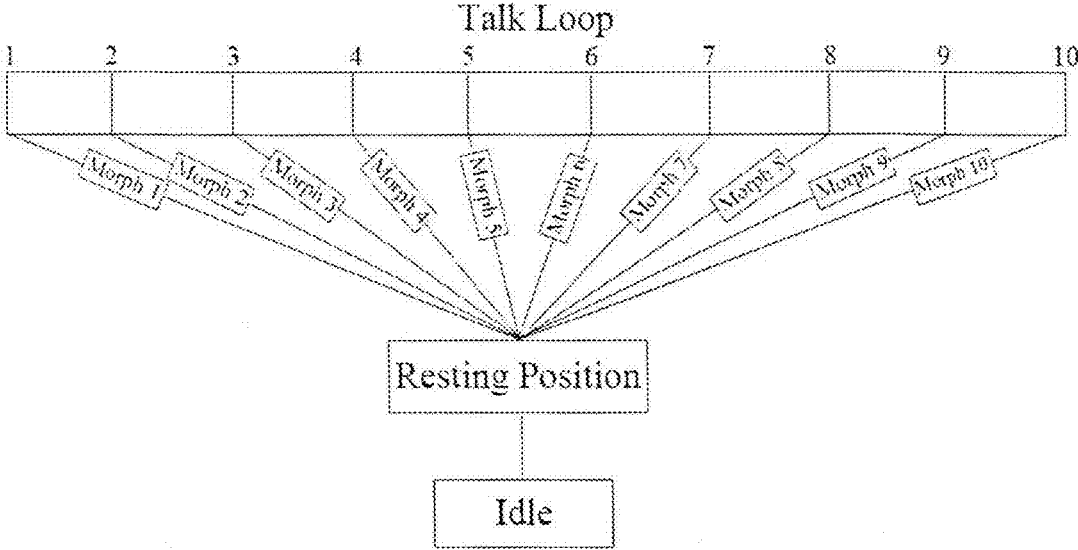 Talk Loop
1 2 3 4 5 6 7 8 9 10
Morph 1
Morph 2
Morph 3
Morph 4
Morph 5
Morph 6
Morph 7
Morph 8
Morph 9
Morph 10
Resting Position
Idle